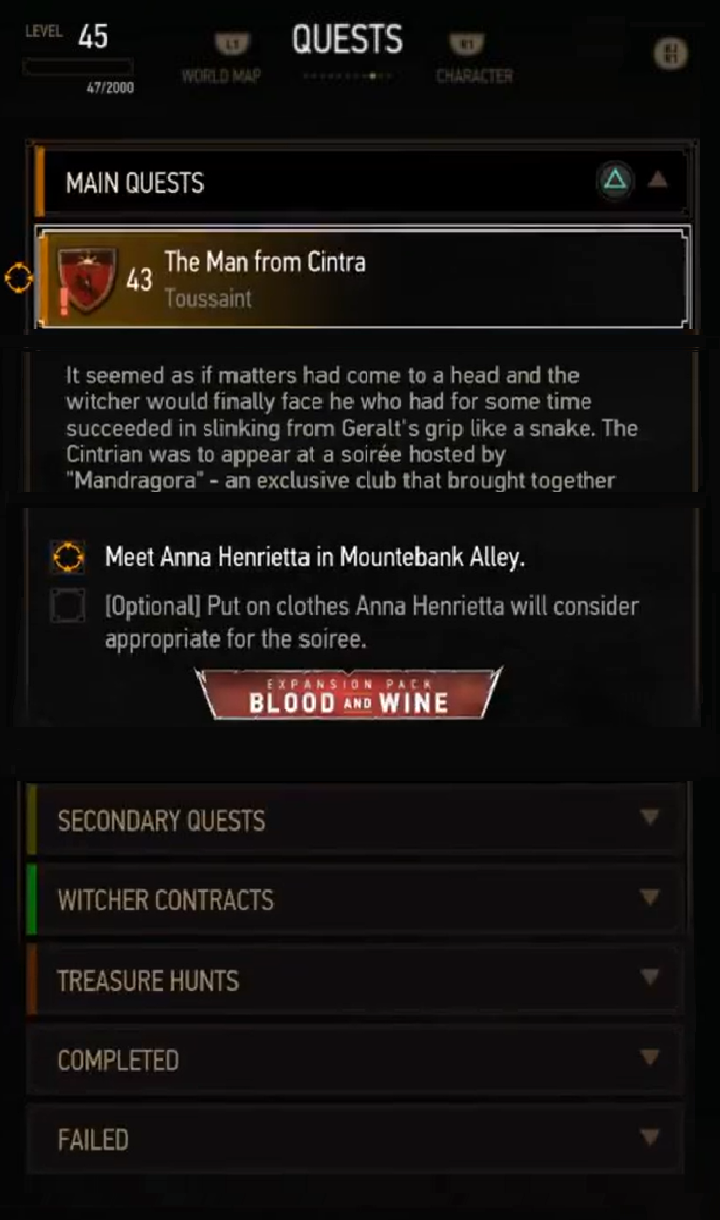 LEVEL 45
47/2000
L1
WORLD MAP
QUESTS
R1
CHARACTER
MAIN QUESTS
43 The Man from Cintra
Toussaint
It seemed as if matters had come to a head and the
witcher would finally face he who had for some time
succeeded in slinking from Geralt's grip like a snake. The
Cintrian was to appear at a soirée hosted by
"Mandragora" - an exclusive club that brought together
Meet Anna Henrietta in Mountebank Alley.
[Optional] Put on clothes Anna Henrietta will consider
appropriate for the soiree.
EXPANSION PACK
BLOOD AND WINE
SECONDARY QUESTS
WITCHER CONTRACTS
TREASURE HUNTS
COMPLETED
FAILED